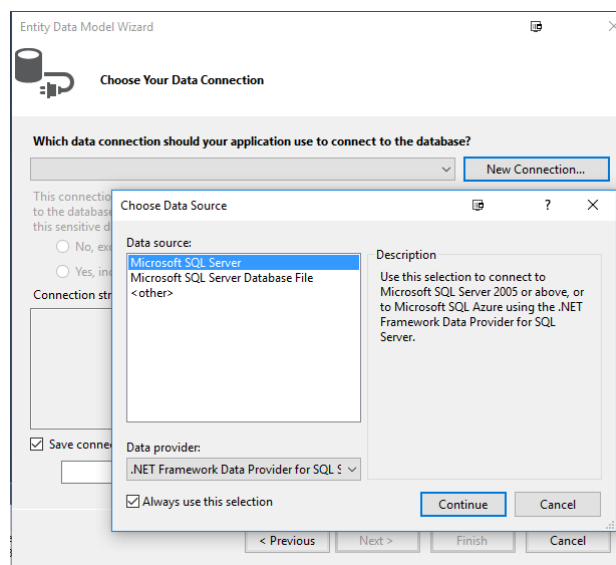 Entity Data Model Wizard
Choose Your Data Connection
Which data connection should your application use to connect to the database?
New Connection...
This connection
to the database
this sensitive d
No, exc
Yes, inc
Connection str
Choose Data Source
?
Data source:
Microsoft SQL Server
Microsoft SQL Server Database File
<other>
Description
Use this selection to connect to
Microsoft SQL Server 2005 or above, or
to Microsoft SQL Azure using the .NET
Framework Data Provider for SQL
Server.
Data provider:
.NET Framework Data Provider for SQL S
Always use this selection
Continue
Cancel
Save conne
< Previous
Next >
Finish
Cancel